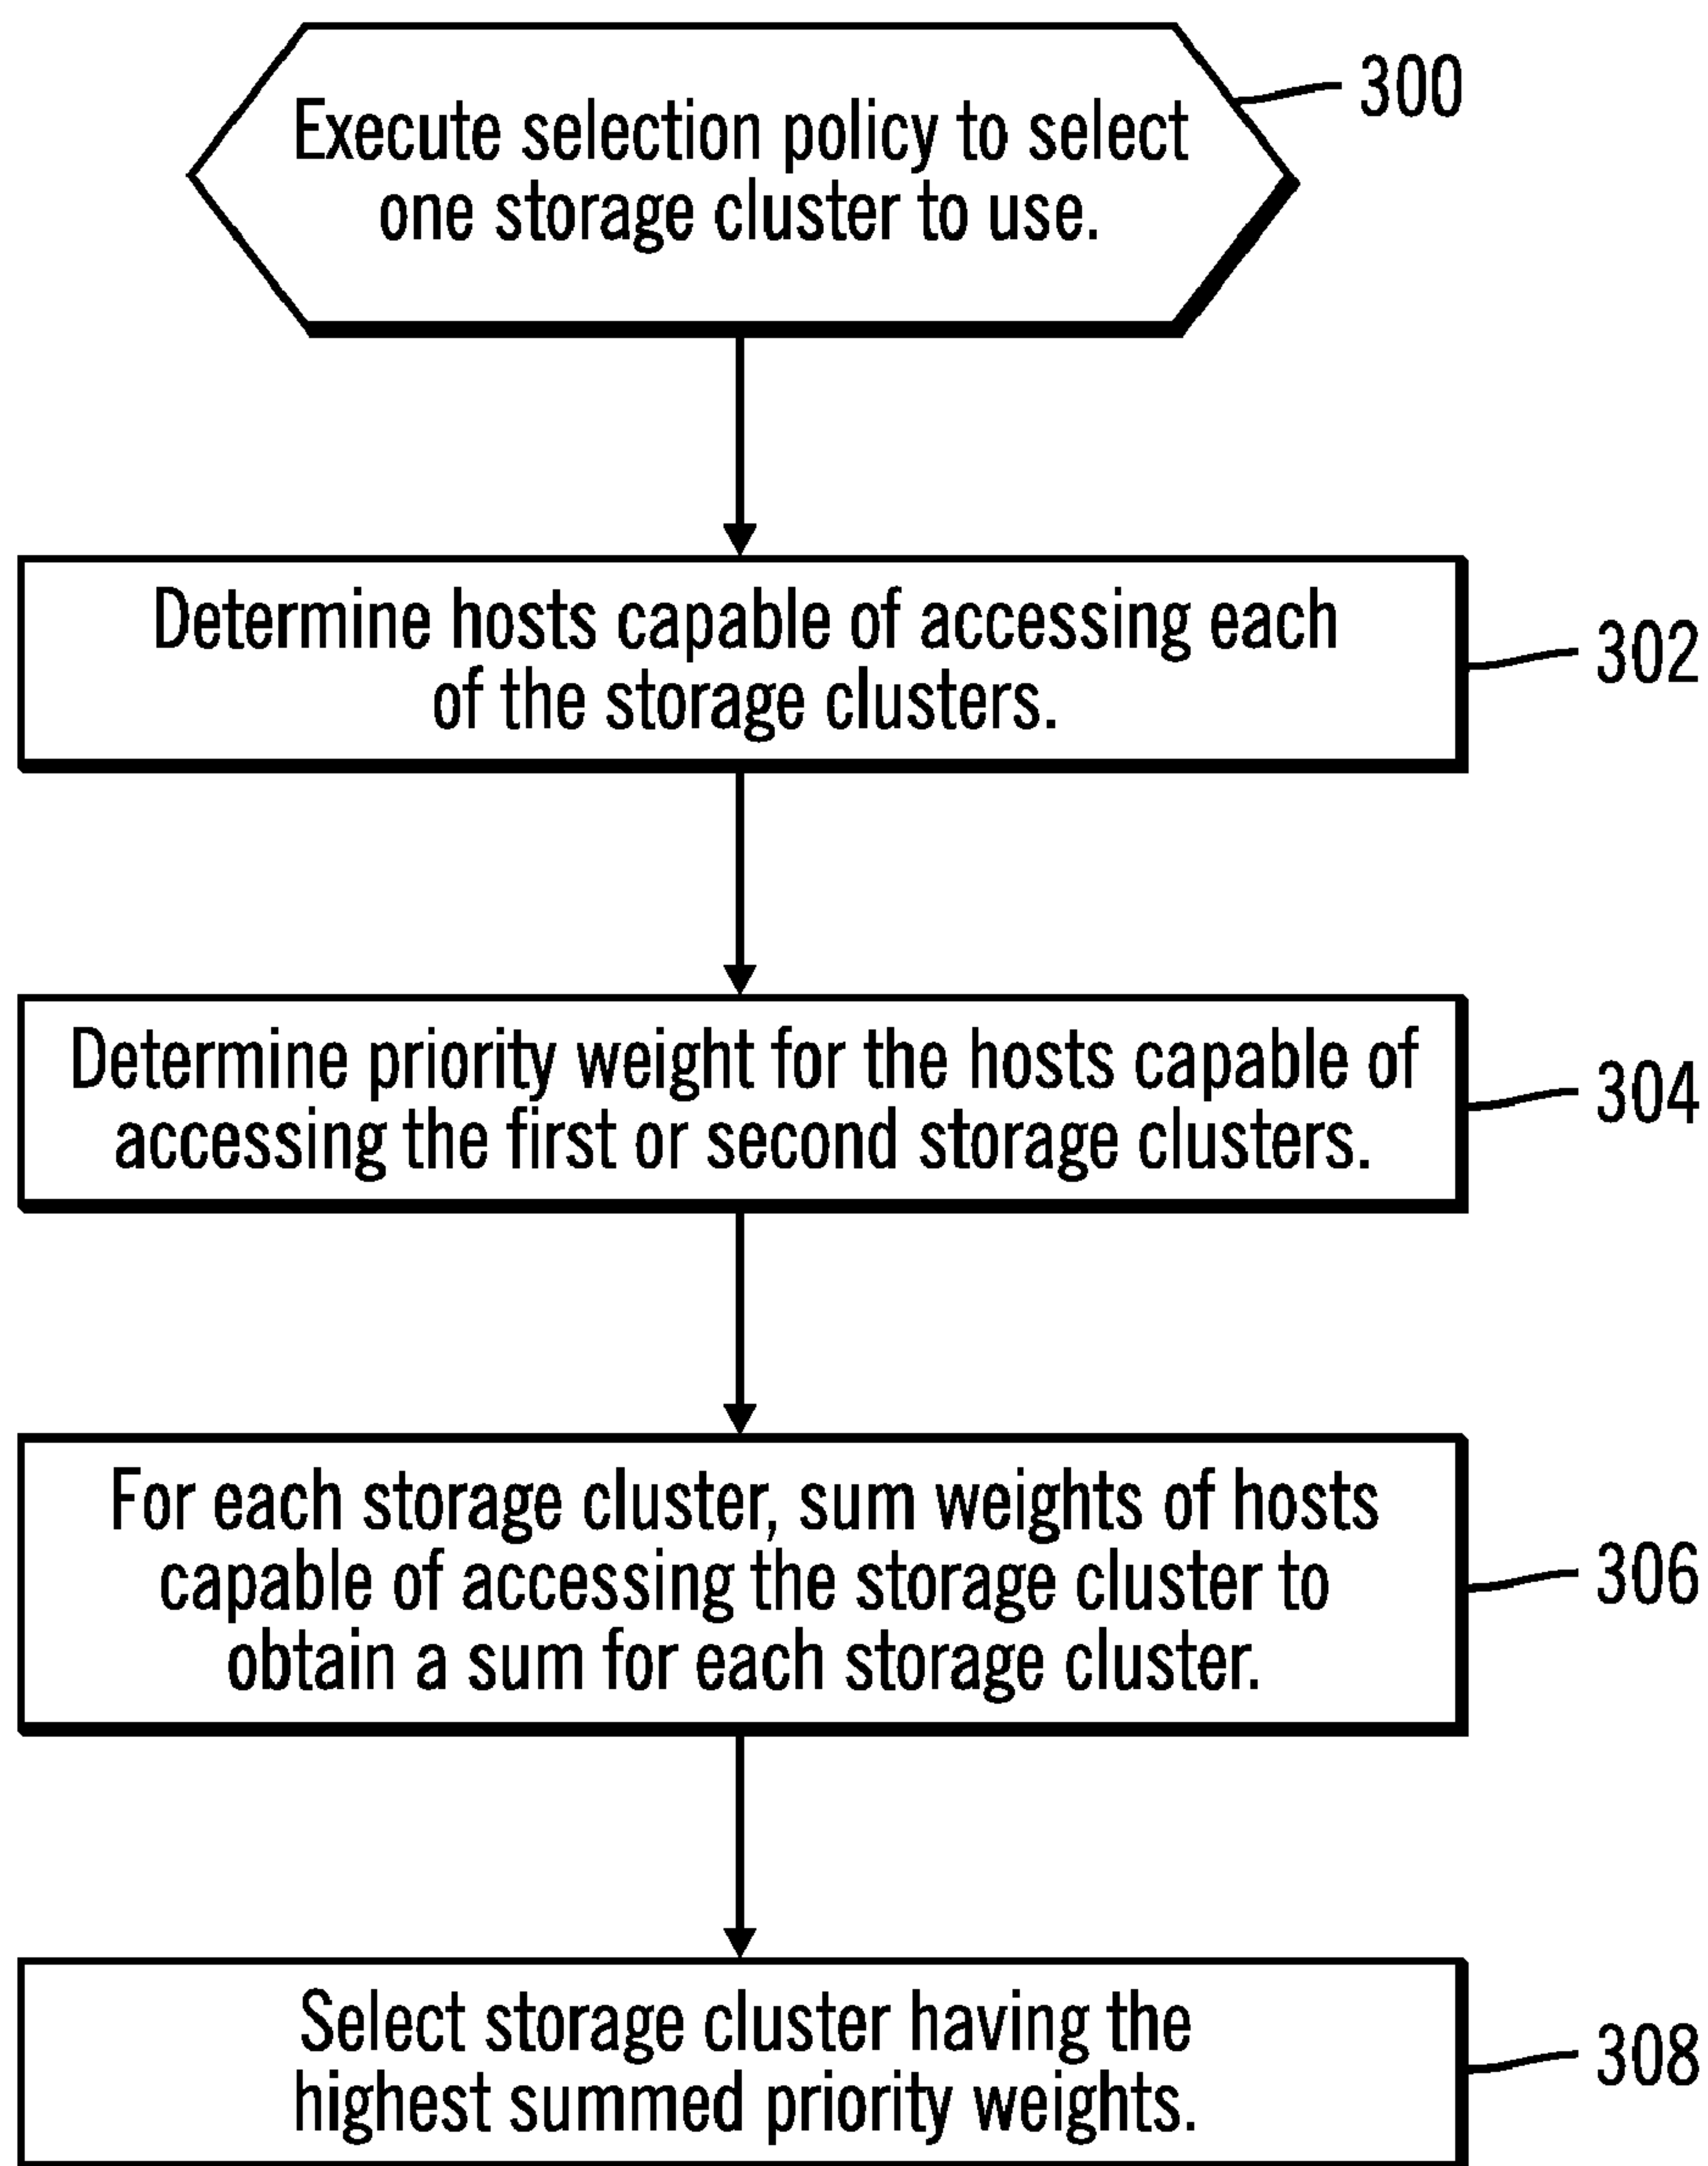 Execute selection policy to select
one storage cluster to use.
300
Determine hosts capable of accessing each
of the storage clusters.
302
Determine priority weight for the hosts capable of
accessing the first or second storage clusters.
304
For each storage cluster, sum weights of hosts
capable of accessing the storage cluster to
obtain a sum for each storage cluster.
306
Select storage cluster having the
highest summed priority weights.
308